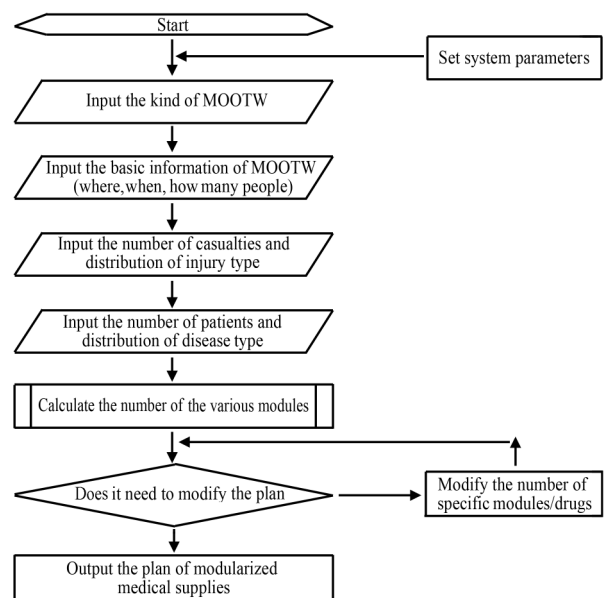 Start
Set system parameters
Input the kind of MOOTW
Input the basic information of MOOTW
(where,when, how many people)
Input the number of casualties and
distribution of injury type
Input the number of patients and
distribution of disease type
Calculate the number of the various modules
Does it need to modify the plan
Modify the number of
specific modules/drugs
Output the plan of modularized
medical supplies